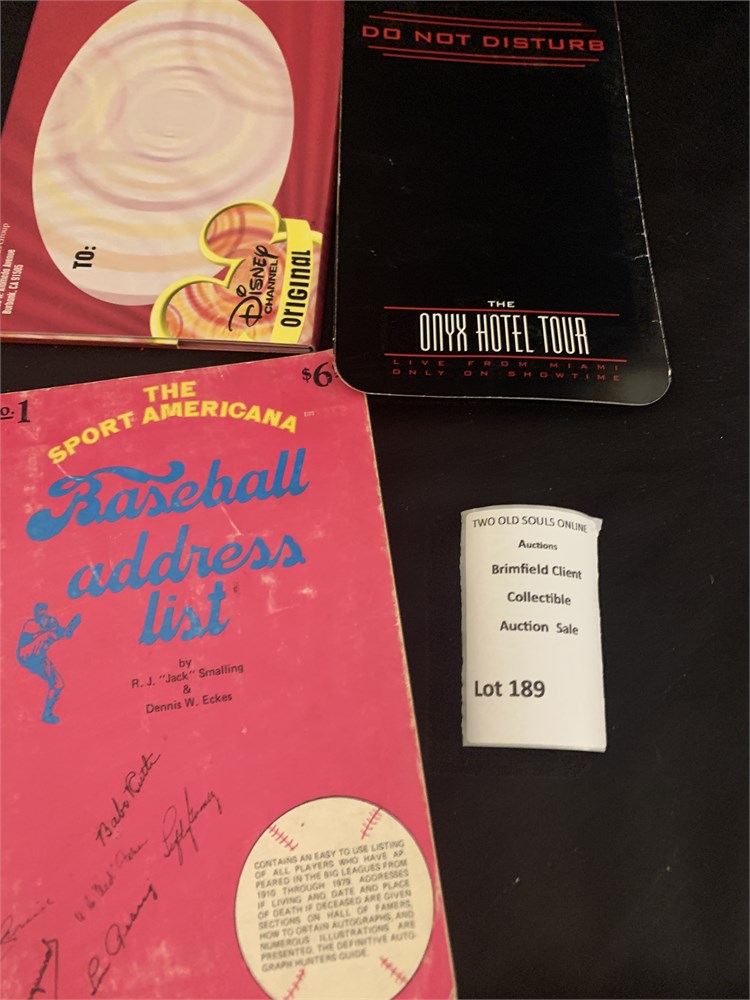 DO NOT DISTURB
THE
ONYX HOTEL TOUR
LIVE FROM MIAMI
ONLY ON SHOWTIME
TO:
Burbank, CA 91505
Disney
CHANNEL
ORIGINAL
No. 1
$6
THE
SPORT AMERICANA
Baseball
address
list
by
R. J. "Jack" Smalling
&
Dennis W. Eckes
Babe Ruth
CONTAINS AN EASY TO USE LISTING
OF ALL PLAYERS WHO HAVE AP-
PEARED IN THE BIG LEAGUES FROM
1910 THROUGH 1979 ADDRESSES
IF LIVING AND, DATE AND PLACE
OF DEATH IF DECEASED ARE GIVEN
SECTIONS ON HALL OF FAMERS,
HOW TO OBTAIN AUTOGRAPHS, AND
NUMEROUS ILLUSTRATIONS ARE
PRESENTED. THE DEFINITIVE AUTO
GRAPH HUNTERS GUIDE.
TWO OLD SOULS ONLINE
Auctions
Brimfield Client
Collectible
Auction Sale
Lot 189